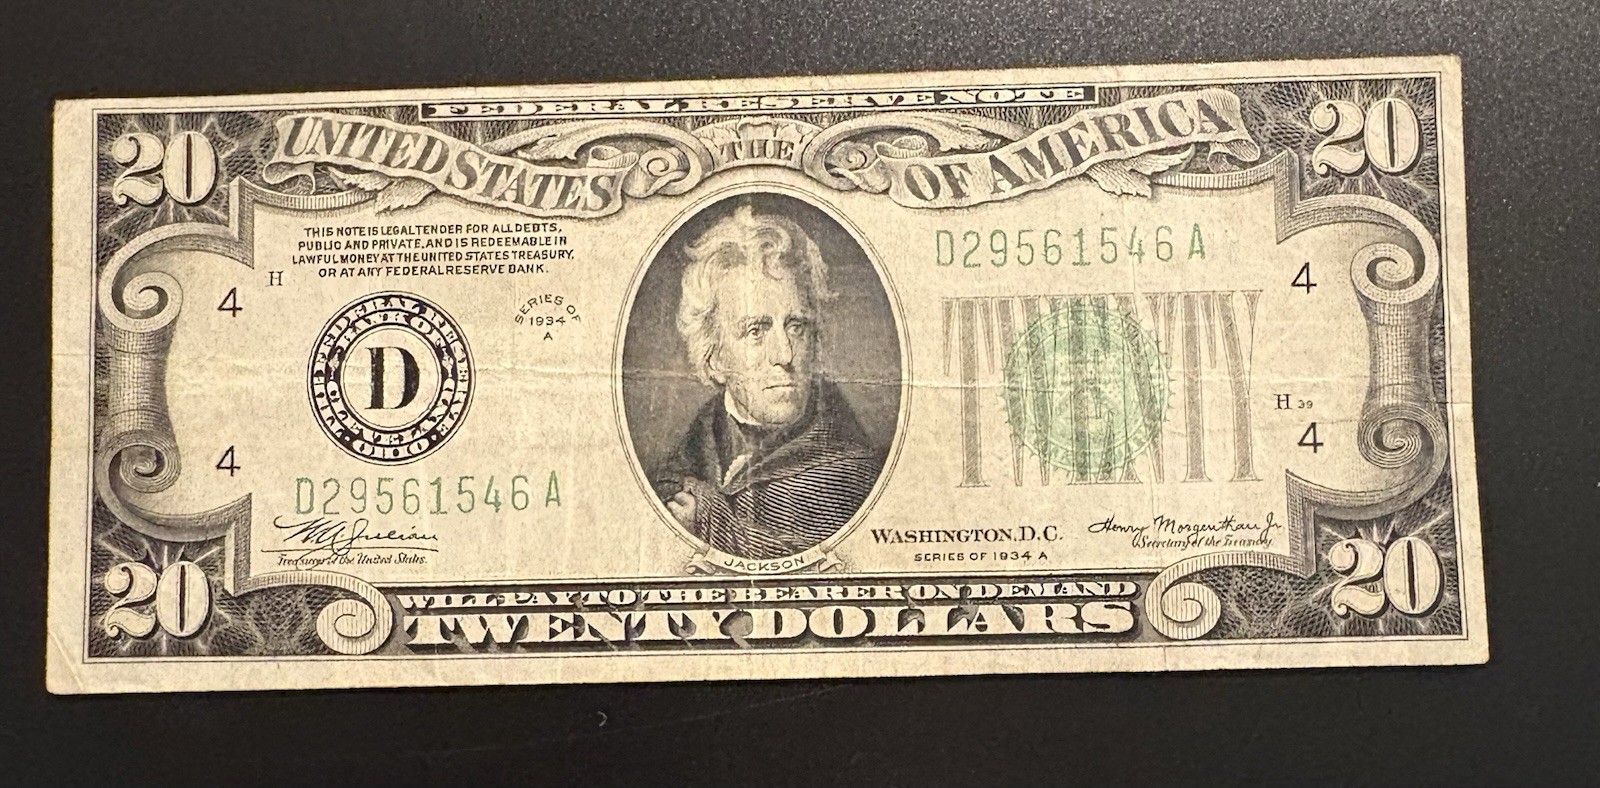 FEDERAL RESERVE NOTE
20
UNITED STATES
THE
OF AMERICA
20
THIS NOTE IS LEGAL TENDER FOR ALL DEBTS,
PUBLIC AND PRIVATE, AND IS REDEEMABLE IN
LAWFUL MONEY AT THE UNITED STATES TREASURY,
OR AT ANY FEDERAL RESERVE BANK.
D29561546A
H
4
4
SERIES OF
1934
A
D
TWENTY
H 39
4
4
D29561546A
W A Julian
Treasurer of the United States.
JACKSON
WASHINGTON, D.C.
SERIES OF 1934 A
Henry Morgenthau Jr.
Secretary of the Treasury.
20
WILL PAY TO THE BEARER ON DEMAND
TWENTY DOLLARS
20